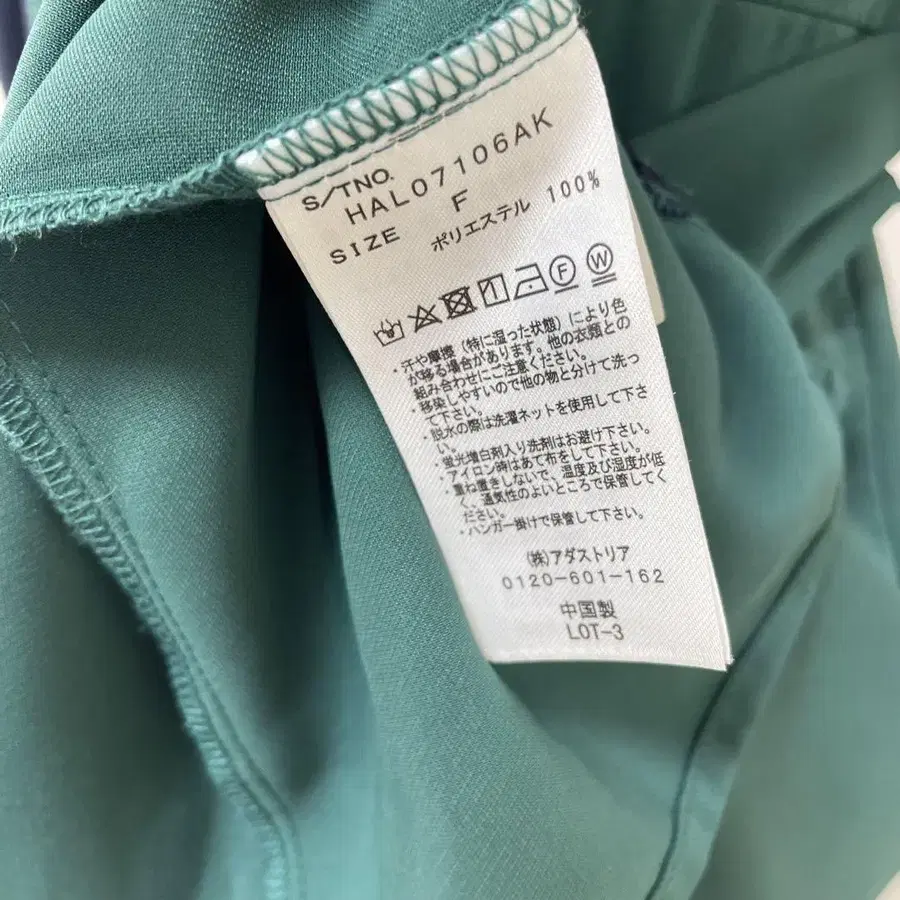 S/TNO.
HAL07106AK
SIZE F
ポリエステル 100%
F W
・汗や摩擦（特に湿った状態）により色
が移る場合があります。他の衣類との
組み合わせにご注意ください。
・移染しやすいので他の物と分けて洗っ
て下さい。
・脱水の際は洗濯ネットを使用して下さ
い。
・蛍光増白剤入り洗剤はお避け下さい。
・アイロン時はあて布をして下さい。
・重ね置きしないで、温度及び湿度が低
く、通気性のよいところで保管してく
ださい。
・ハンガー掛けで保管して下さい。
(株)アダストリア
0120-601-162
中国製
LOT-3